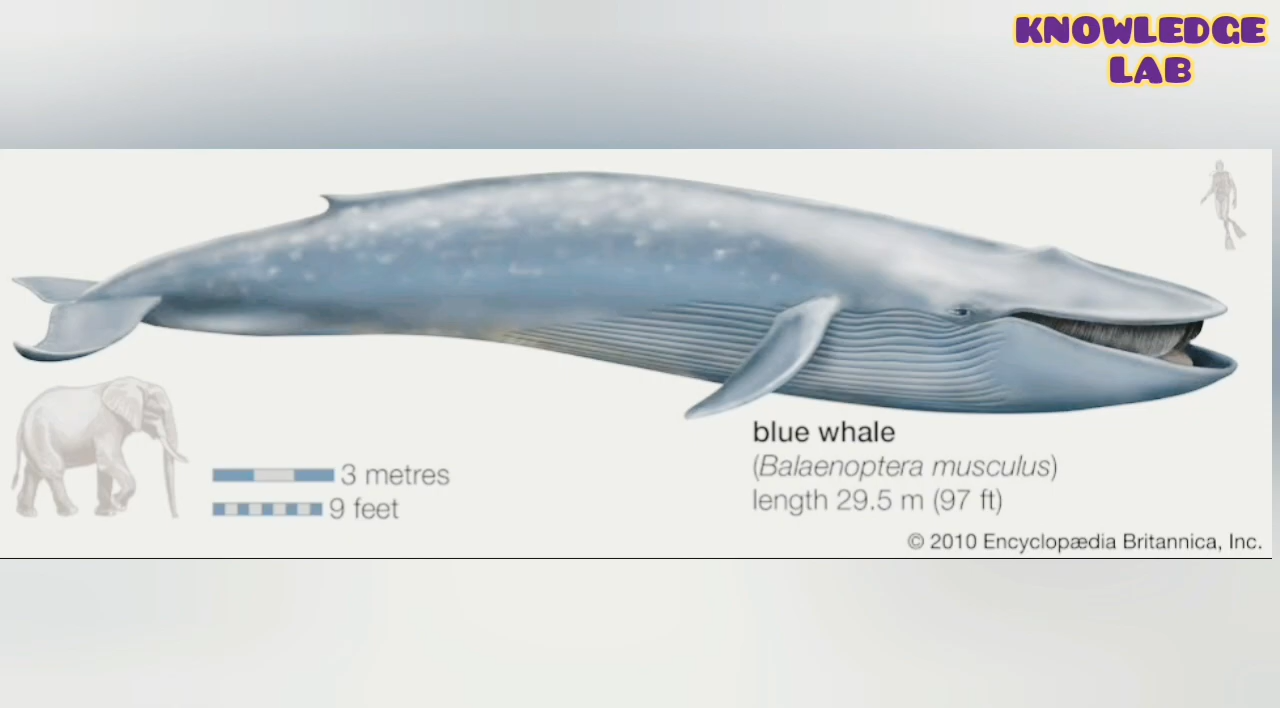 KNOWLEDGE
LAB
blue whale
(Balaenoptera musculus)
length 29.5 m (97 ft)
3 metres
9 feet
© 2010 Encyclopædia Britannica, Inc.